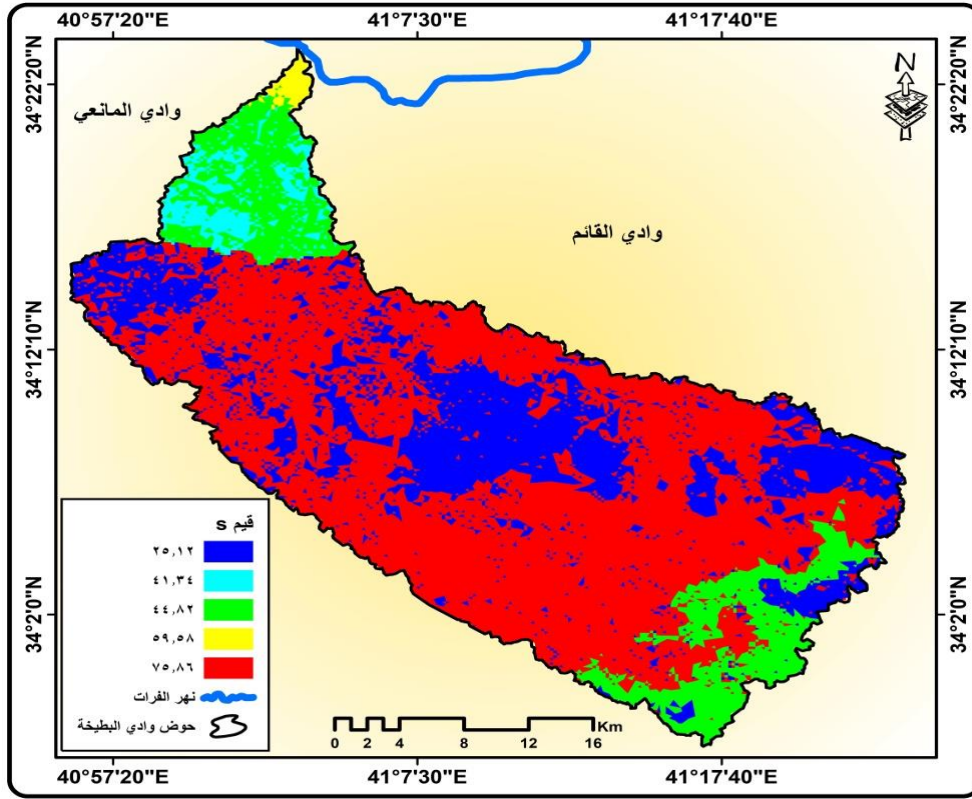 40°57'20"E 41°7'30"E 41°17'40"E
34°22'20"N
34°22'20"N
N
وادي المانعي
وادي القائم
34°12'10"N
34°12'10"N
قيم s
٢٥,١٢
٤١,٣٤
٤٤,٨٢
٥٩,٥٨
٧٥,٨٦
نهر الفرات
حوض وادي البطيخة
34°2'0"N
34°2'0"N
Km
0 2 4 8 12 16
40°57'20"E 41°7'30"E 41°17'40"E